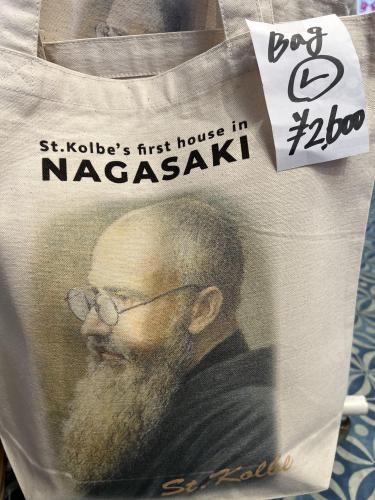 Bag
L
¥2,600
St.Kolbe's first house in
NAGASAKI
St.Kolbe